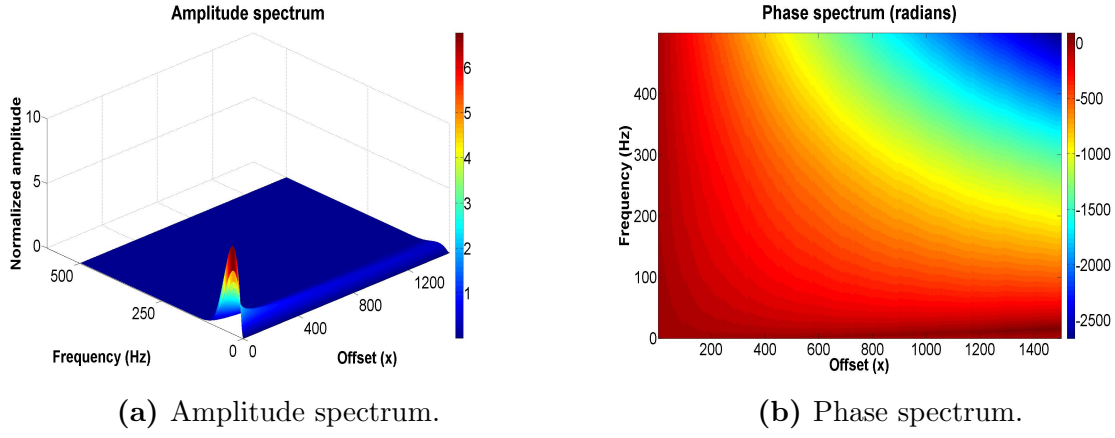 Amplitude spectrum
Normalized amplitude
10
5
0
500
250
0
Frequency (Hz)
0
400
800
1200
Offset (x)
6
5
4
3
2
1
(a) Amplitude spectrum.
Phase spectrum (radians)
Frequency (Hz)
400
300
200
100
0
200 400 600 800 1000 1200 1400
Offset (x)
0
-500
-1000
-1500
-2000
-2500
(b) Phase spectrum.